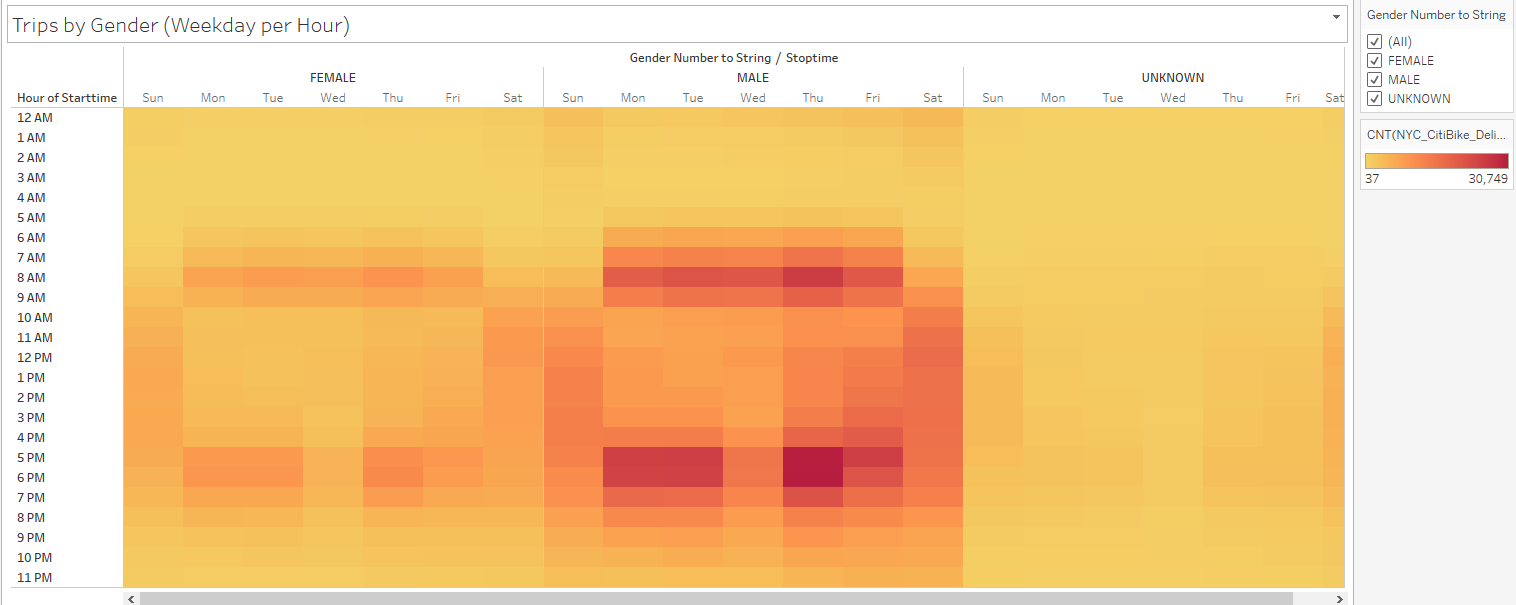 Trips by Gender (Weekday per Hour)
Gender Number to String / Stoptime
FEMALE MALE UNKNOWN
Hour of Starttime Sun Mon Tue Wed Thu Fri Sat Sun Mon Tue Wed Thu Fri Sat Sun Mon Tue Wed Thu Fri Sat
12 AM
1 AM
2 AM
3 AM
4 AM
5 AM
6 AM
7 AM
8 AM
9 AM
10 AM
11 AM
12 PM
1 PM
2 PM
3 PM
4 PM
5 PM
6 PM
7 PM
8 PM
9 PM
10 PM
11 PM
Gender Number to String
(All)
FEMALE
MALE
UNKNOWN
CNT(NYC_CitiBike_Deli...
37 30,749